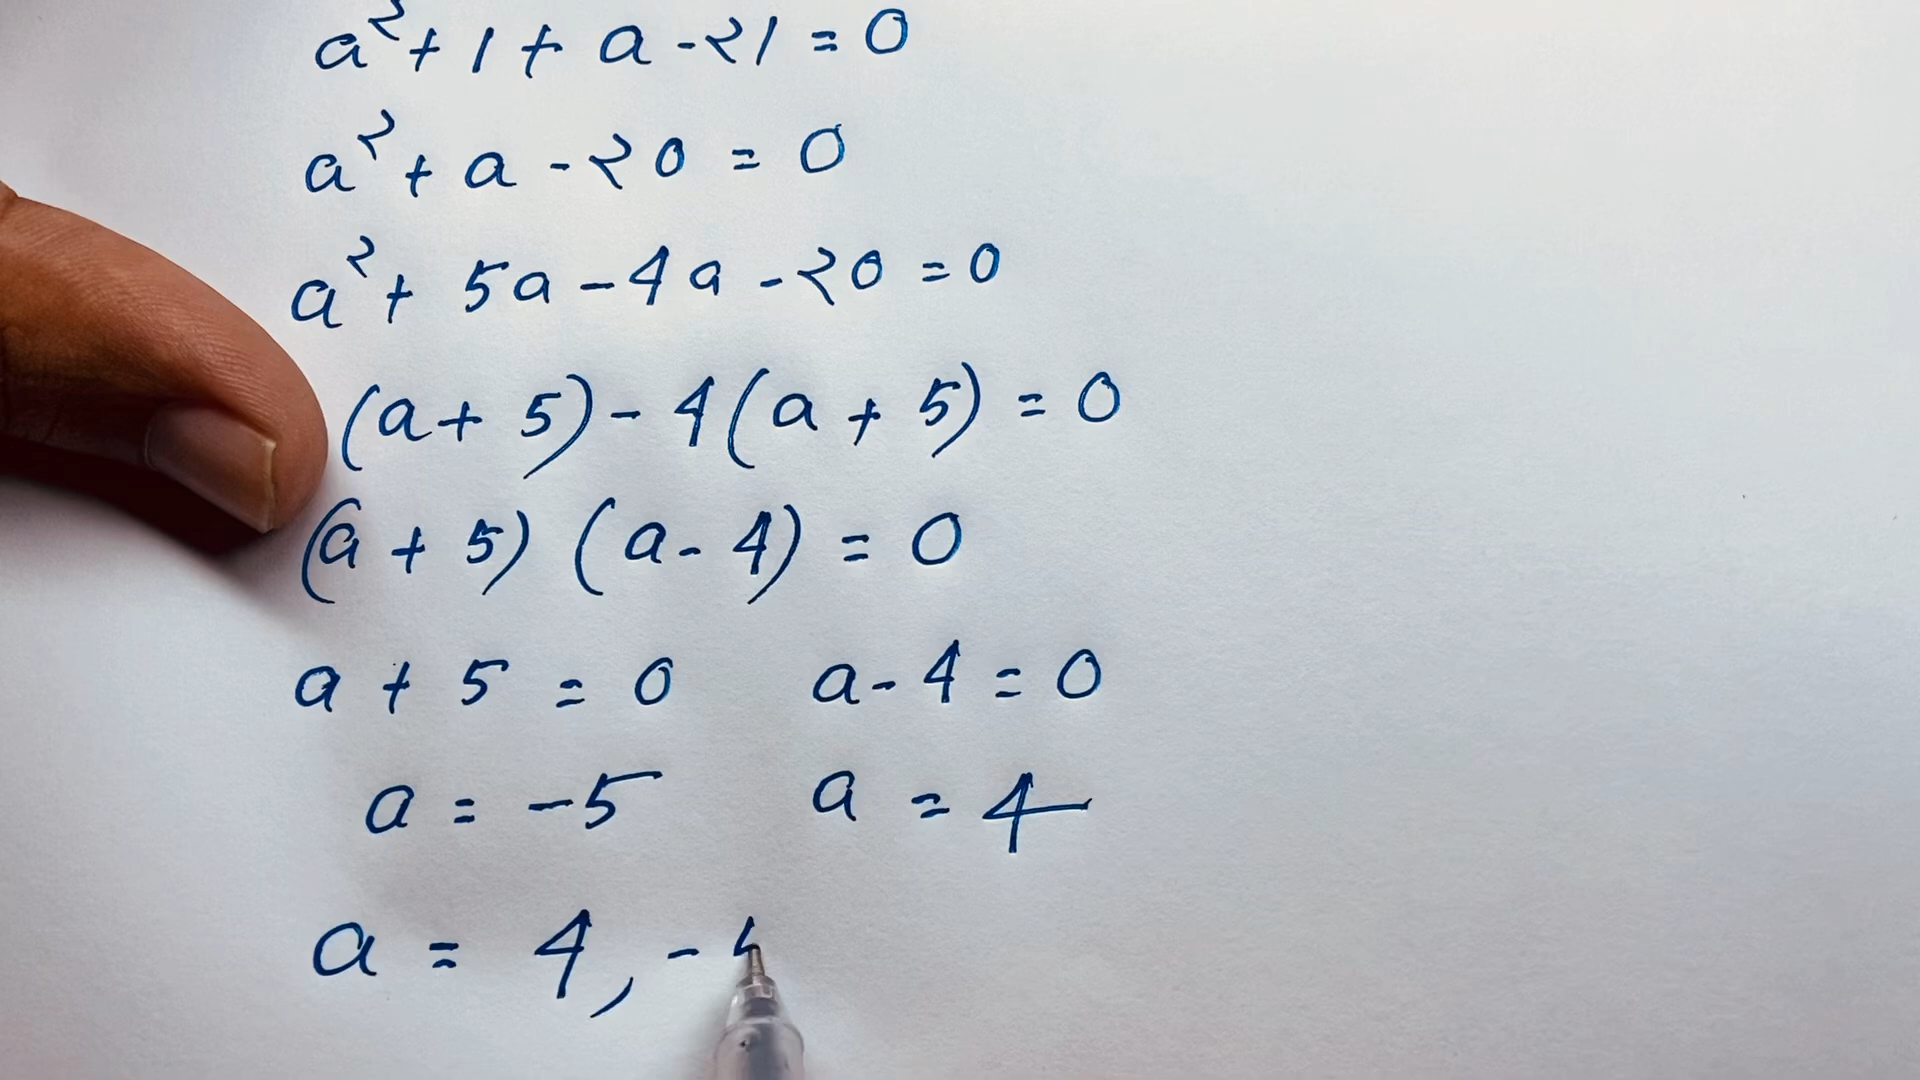 a² + 1 + a - 21 = 0
a² + a - 20 = 0
a² + 5a - 4a - 20 = 0
(a + 5) - 4(a + 5) = 0
(a + 5) (a - 4) = 0
a + 5 = 0 a - 4 = 0
a = -5 a = 4
a = 4, -